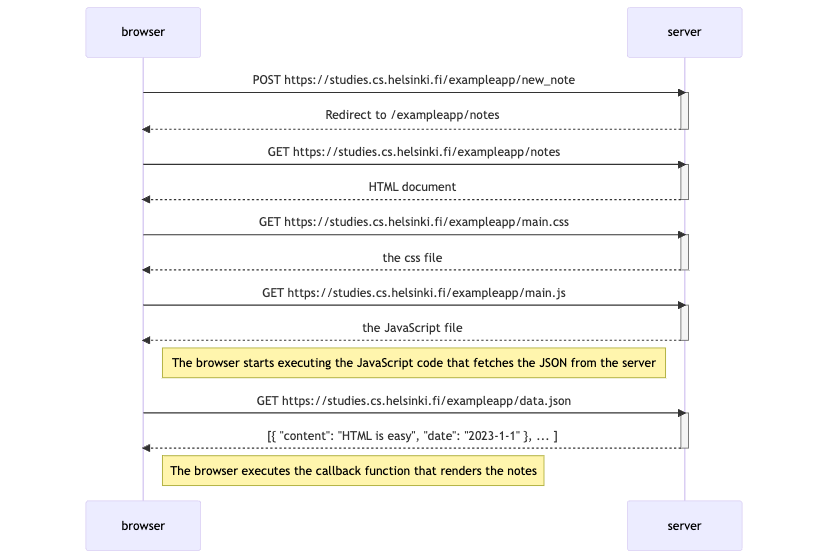 browser
server
POST https://studies.cs.helsinki.fi/exampleapp/new_note
Redirect to /exampleapp/notes
GET https://studies.cs.helsinki.fi/exampleapp/notes
HTML document
GET https://studies.cs.helsinki.fi/exampleapp/main.css
the css file
GET https://studies.cs.helsinki.fi/exampleapp/main.js
the JavaScript file
The browser starts executing the JavaScript code that fetches the JSON from the server
GET https://studies.cs.helsinki.fi/exampleapp/data.json
[{ "content": "HTML is easy", "date": "2023-1-1" }, ... ]
The browser executes the callback function that renders the notes
browser
server